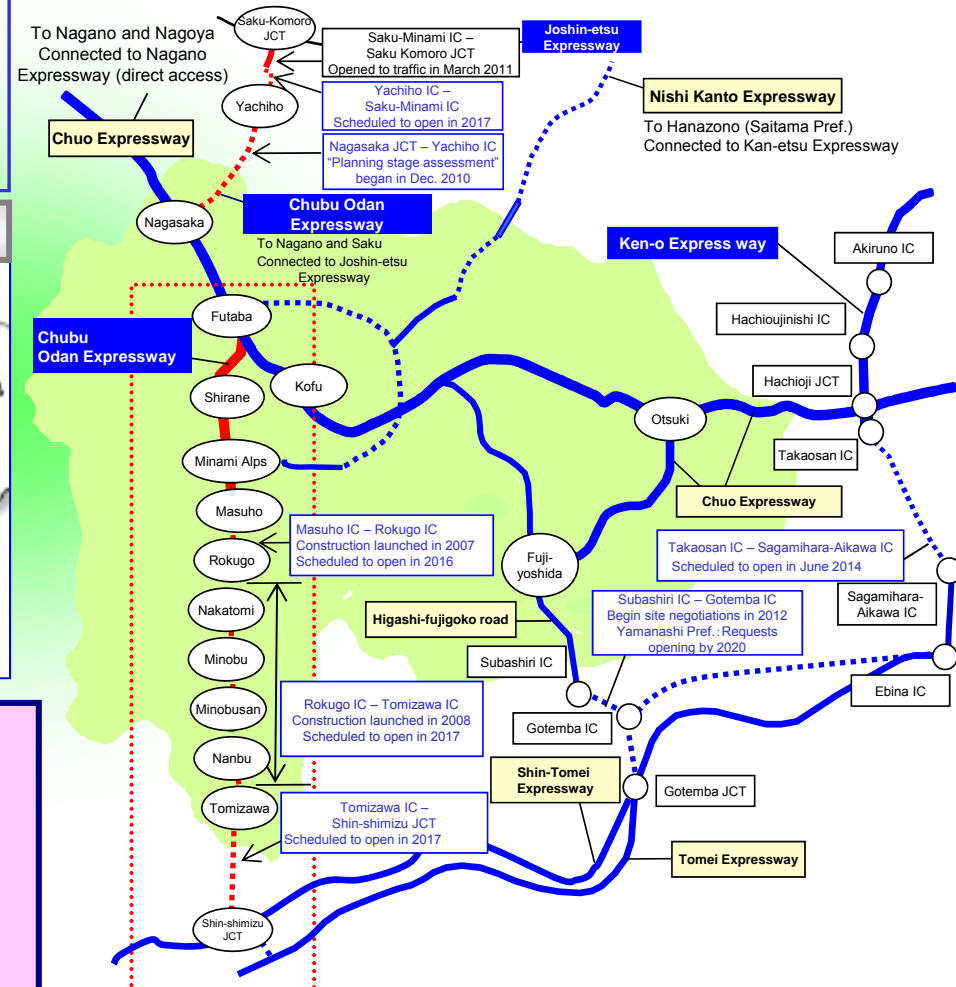 To Nagano and Nagoya
Connected to Nagano
Expressway (direct access)
Saku-Komoro
JCT
Saku-Minami IC –
Saku Komoro JCT
Opened to traffic in March 2011
Joshin-etsu
Expressway
Yachiho IC –
Saku-Minami IC
Scheduled to open in 2017
Nishi Kanto Expressway
To Hanazono (Saitama Pref.)
Connected to Kan-etsu Expressway
Yachiho
Chuo Expressway
Nagasaka JCT – Yachiho IC
"Planning stage assessment"
began in Dec. 2010
Nagasaka
Chubu Odan
Expressway
To Nagano and Saku
Connected to Joshin-etsu
Expressway
Ken-o Express way
Akiruno IC
Futaba
Hachioujinishi IC
Chubu
Odan Expressway
Kofu
Hachioji JCT
Shirane
Otsuki
Takaosan IC
Minami Alps
Chuo Expressway
Masuho
Masuho IC – Rokugo IC
Construction launched in 2007
Scheduled to open in 2016
Rokugo
Fuji-
yoshida
Takaosan IC – Sagamihara-Aikawa IC
Scheduled to open in June 2014
Sagamihara-
Aikawa IC
Nakatomi
Higashi-fujigoko road
Subashiri IC – Gotemba IC
Begin site negotiations in 2012
Yamanashi Pref.: Requests
opening by 2020
Minobu
Subashiri IC
Ebina IC
Minobusan
Rokugo IC – Tomizawa IC
Construction launched in 2008
Scheduled to open in 2017
Gotemba IC
Nanbu
Shin-Tomei
Expressway
Gotemba JCT
Tomizawa
Tomizawa IC –
Shin-shimizu JCT
Scheduled to open in 2017
Tomei Expressway
Shin-shimizu
JCT